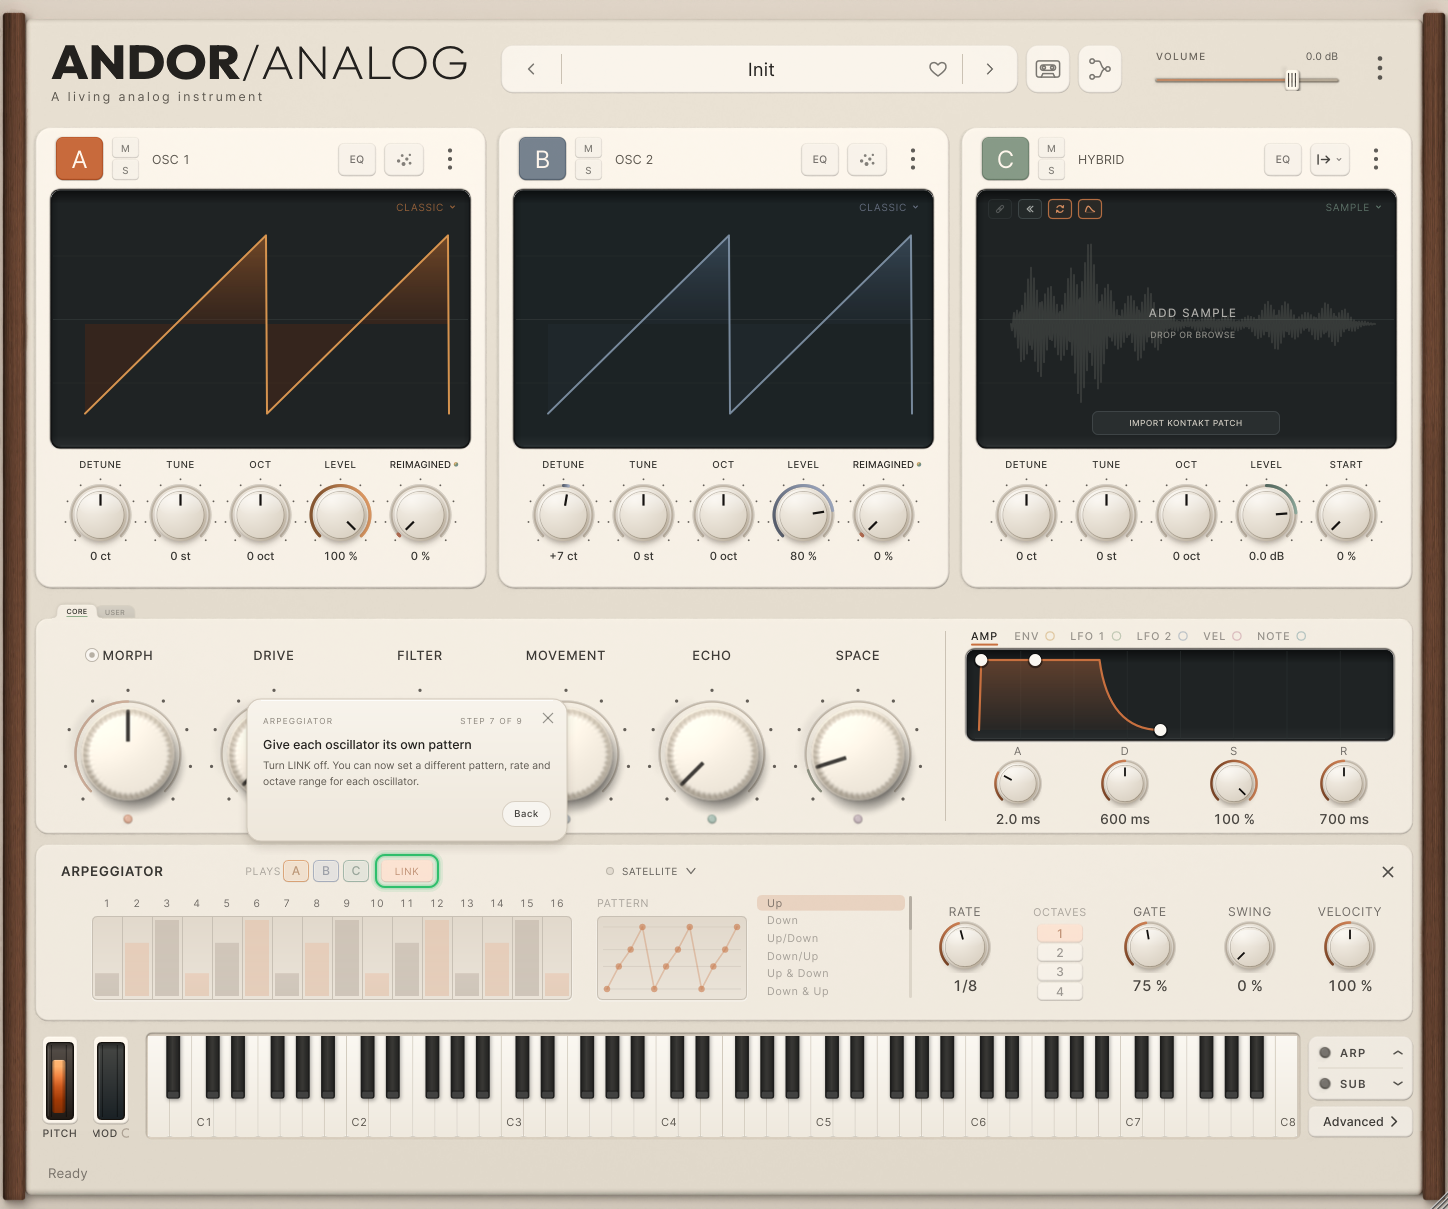 ANDOR/ANALOG
A living analog instrument
Init
VOLUME 0.0 dB
A M S OSC 1 EQ
B M S OSC 2 EQ
C M S HYBRID EQ
CLASSIC
CLASSIC
SAMPLE
ADD SAMPLE
DROP OR BROWSE
IMPORT KONTAKT PATCH
DETUNE TUNE OCT LEVEL REIMAGINED
0 ct 0 st 0 oct 100 % 0 %
DETUNE TUNE OCT LEVEL REIMAGINED
+7 ct 0 st 0 oct 80 % 0 %
DETUNE TUNE OCT LEVEL START
0 ct 0 st 0 oct 0.0 dB 0 %
CORE USER
MORPH DRIVE FILTER MOVEMENT ECHO SPACE
AMP ENV LFO 1 LFO 2 VEL NOTE
A D S R
2.0 ms 600 ms 100 % 700 ms
ARPEGGIATOR STEP 7 OF 9
Give each oscillator its own pattern
Turn LINK off. You can now set a different pattern, rate and
octave range for each oscillator.
Back
ARPEGGIATOR PLAYS A B C LINK SATELLITE
1 2 3 4 5 6 7 8 9 10 11 12 13 14 15 16
PATTERN
Up
Down
Up/Down
Down/Up
Up & Down
Down & Up
RATE
1/8
OCTAVES
1
2
3
4
GATE
75 %
SWING
0 %
VELOCITY
100 %
PITCH MOD
C1 C2 C3 C4 C5 C6 C7 C8
ARP
SUB
Advanced
Ready